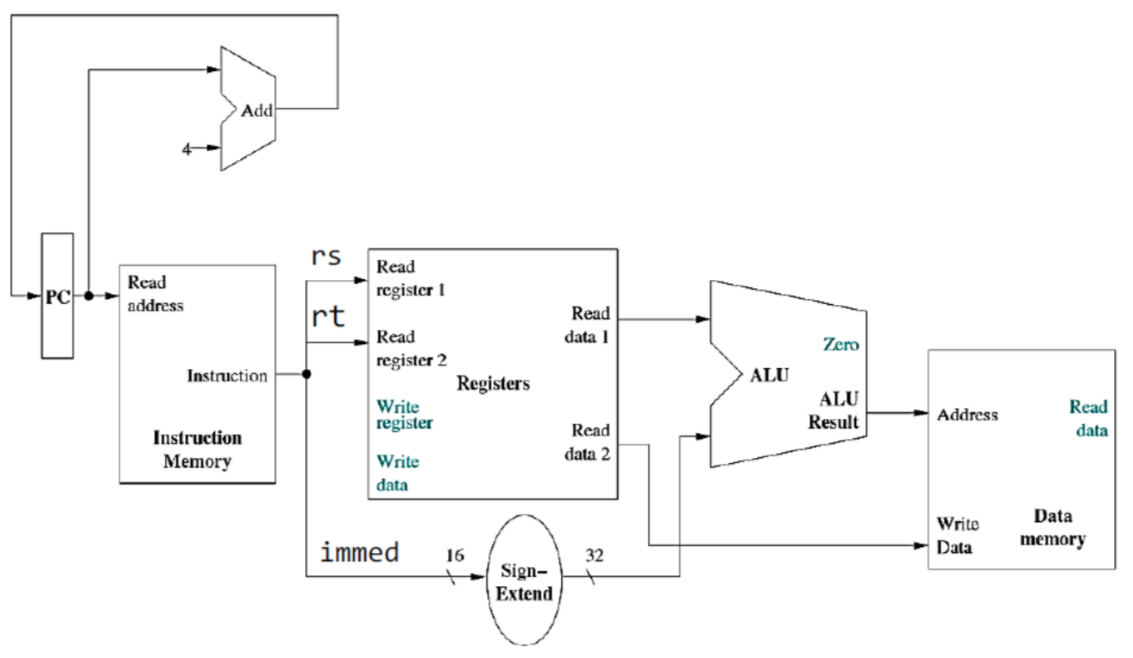 Add
4
PC
Read
address
Instruction
Instruction
Memory
rs
rt
Read
register 1
Read
register 2
Registers
Write
register
Write
data
Read
data 1
Read
data 2
immed
16
Sign-
Extend
32
Zero
ALU
ALU
Result
Address
Read
data
Write
Data
Data
memory